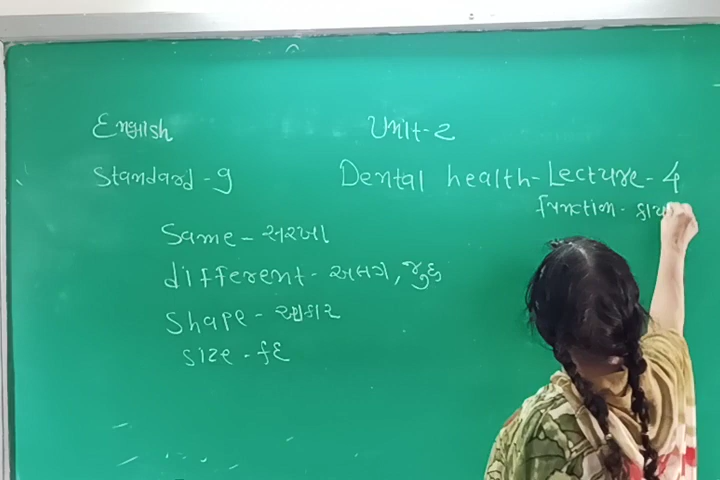 English
Unit-2
Standard-9
Dental health-Lecture-4
function-
Same-સરખા
different-અલગ, જુદુ
Shape-આકાર
Size-કદ